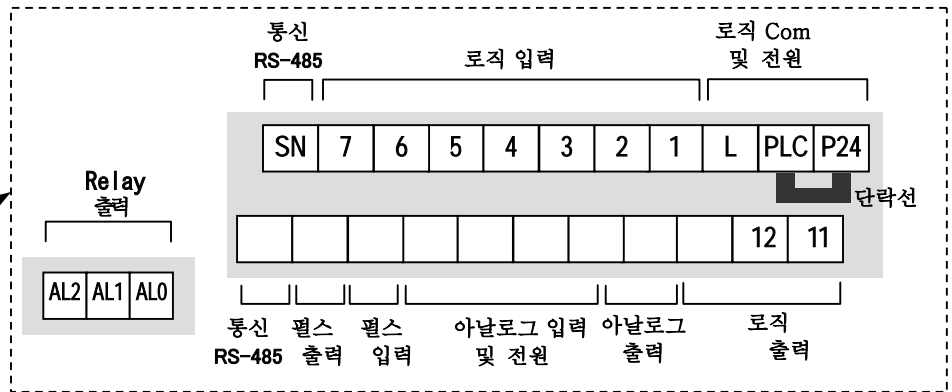 통신
RS-485
로직 입력
로직 Com
및 전원
SN 7 6 5 4 3 2 1 L PLC P24
단락선
Relay
출력
12 11
AL2 AL1 AL0
통신
RS-485
펄스
출력
펄스
입력
아날로그 입력
및 전원
아날로그
출력
로직
출력